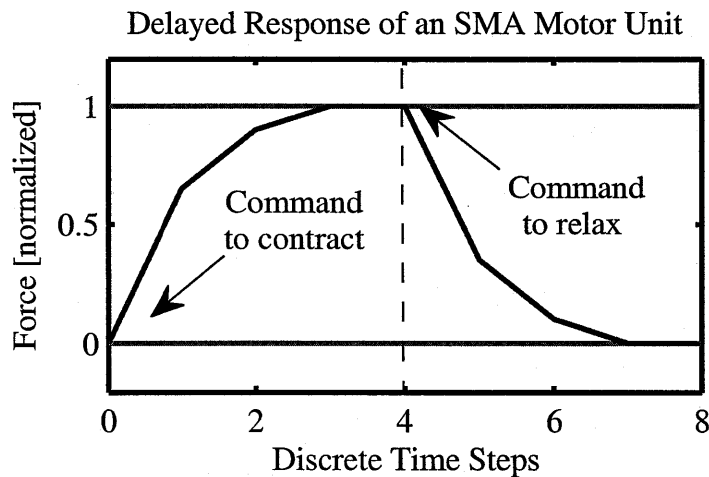 Delayed Response of an SMA Motor Unit
Force [normalized]
1
0.5
0
Command
to contract
Command
to relax
0 2 4 6 8
Discrete Time Steps